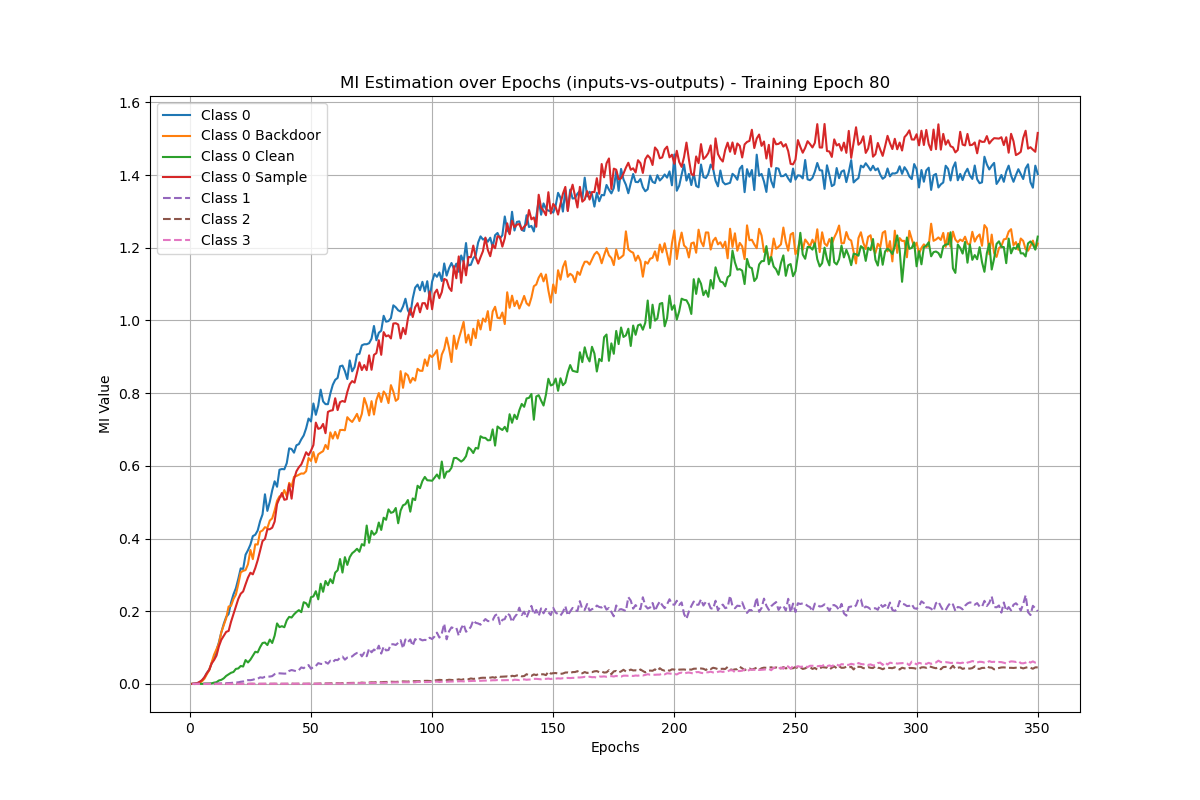 MI Estimation over Epochs (inputs-vs-outputs) - Training Epoch 80
Class 0
Class 0 Backdoor
Class 0 Clean
Class 0 Sample
Class 1
Class 2
Class 3
MI Value
1.6
1.4
1.2
1.0
0.8
0.6
0.4
0.2
0.0
0 50 100 150 200 250 300 350
Epochs